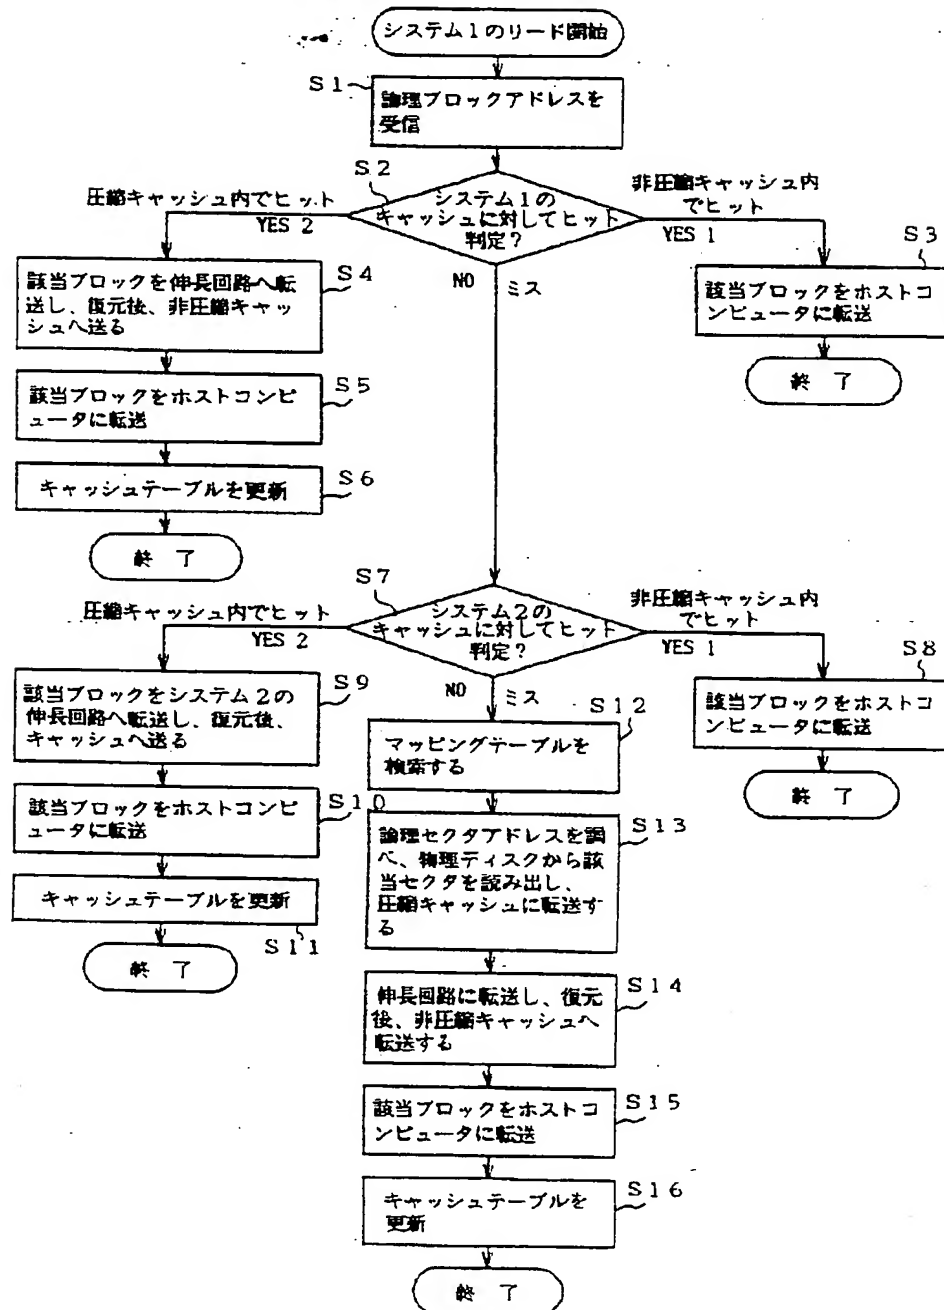 システム1のリード開始
S1
論理ブロックアドレスを
受信
S2
圧縮キャッシュ内でヒット
YES 2
システム1の
キャッシュに対してヒット
判定?
非圧縮キャッシュ内
でヒット
YES 1
NO
ミス
S3
該当ブロックをホストコ
ンピュータに転送
終 了
S4
該当ブロックを伸長回路へ転
送し、復元後、非圧縮キャッ
シュへ送る
S5
該当ブロックをホストコンピ
ュータに転送
S6
キャッシュテーブルを更新
終 了
S7
圧縮キャッシュ内でヒット
YES 2
システム2の
キャッシュに対してヒット
判定?
非圧縮キャッシュ内
でヒット
YES 1
NO
ミス
S8
該当ブロックをホストコ
ンピュータに転送
終 了
S9
該当ブロックをシステム2の
伸長回路へ転送し、復元後、
キャッシュへ送る
S10
該当ブロックをホストコンピ
ュータに転送
キャッシュテーブルを更新
S11
終 了
S12
マッピングテーブルを
検索する
S13
論理セクタアドレスを調
べ、物理ディスクから該
当セクタを読み出し、
圧縮キャッシュに転送す
る
S14
伸長回路に転送し、復元
後、非圧縮キャッシュへ
転送する
S15
該当ブロックをホストコ
ンピュータに転送
S16
キャッシュテーブルを
更新
終 了